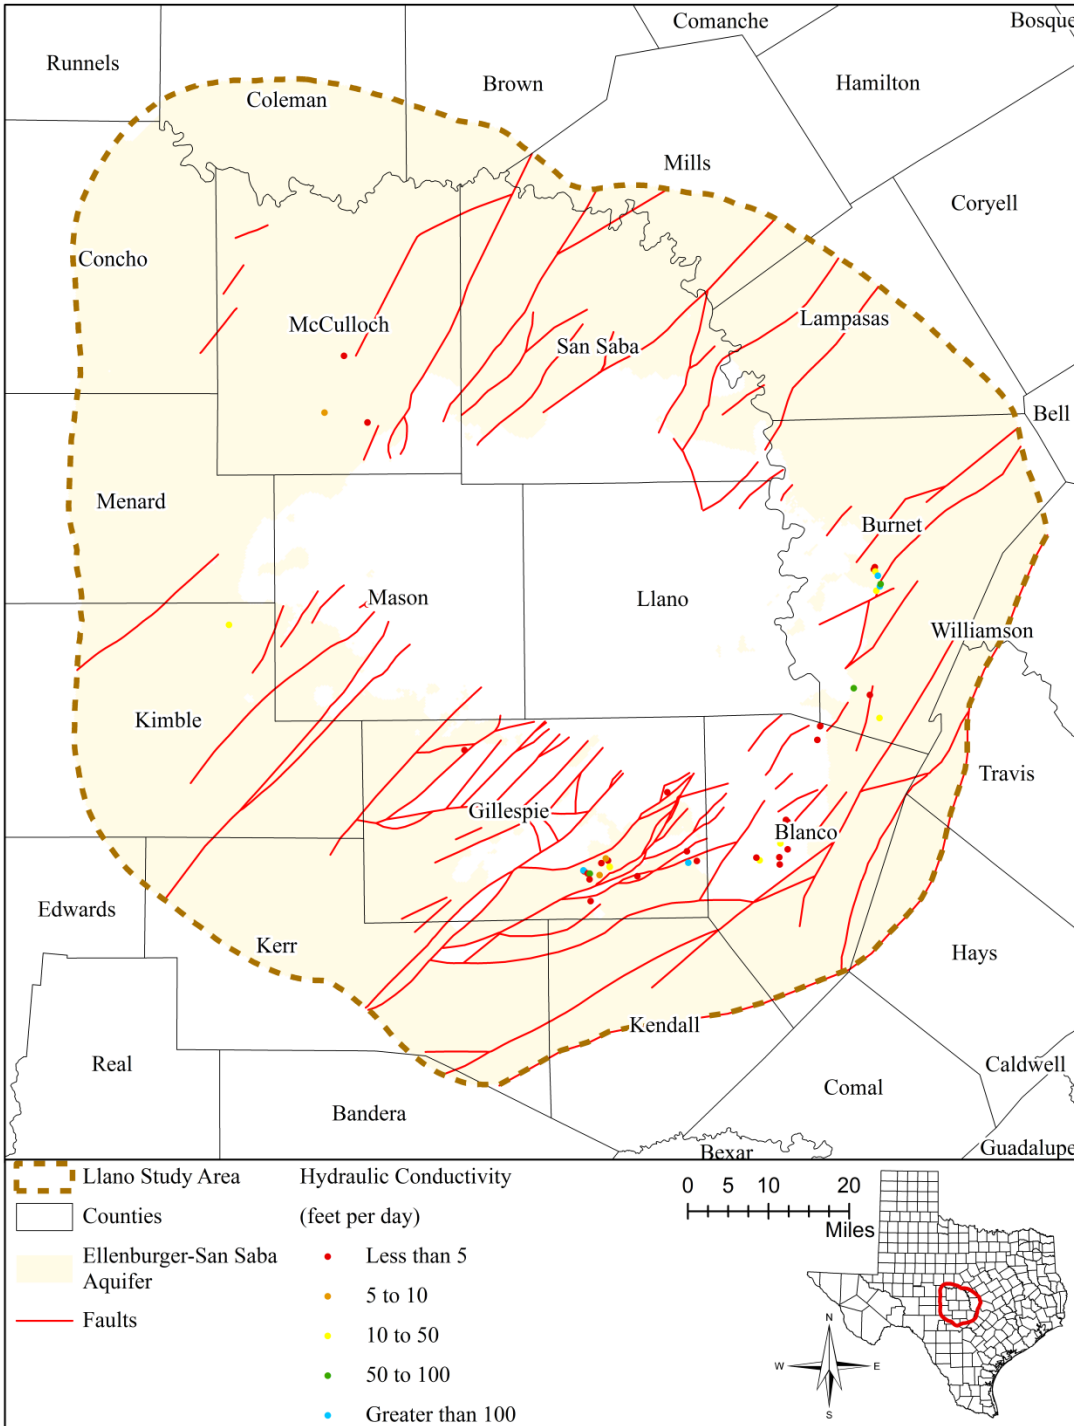 Comanche
Bosque
Runnels
Brown
Hamilton
Coleman
Mills
Coryell
Concho
McCulloch
Lampasas
San Saba
Bell
Menard
Burnet
Mason
Llano
Williamson
Kimble
Travis
Gillespie
Blanco
Edwards
Kerr
Hays
Kendall
Real
Caldwell
Comal
Bandera
Bexar
Guadalupe
Llano Study Area
Counties
Ellenburger-San Saba
Aquifer
Faults
Hydraulic Conductivity
(feet per day)
Less than 5
5 to 10
10 to 50
50 to 100
Greater than 100
0 5 10 20
Miles
N
W E
S